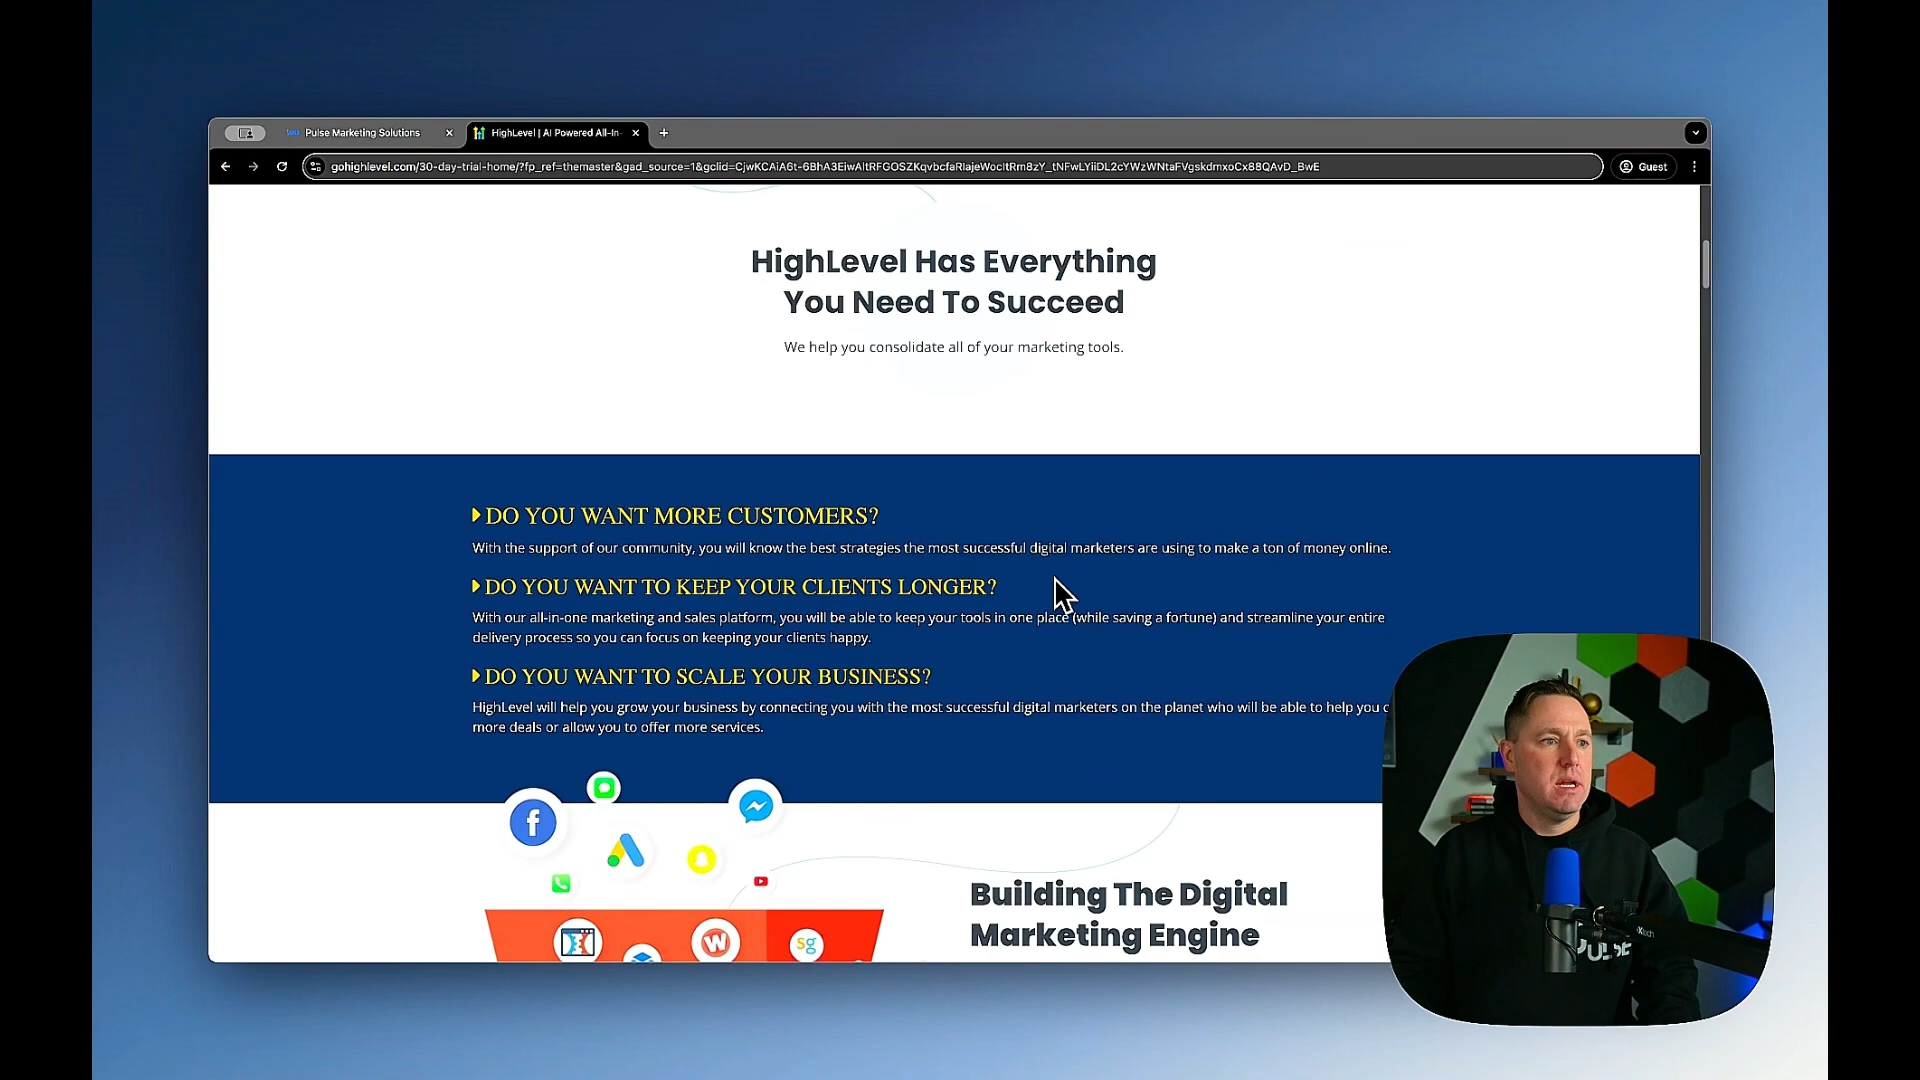 Pulse Marketing Solutions
HighLevel | AI Powered All-In-
gohighlevel.com/30-day-trial-home/?fp_ref=themaster&gad_source=1&gclid=CjwKCAiA6t-6BhA3EiwAltRFGOSZKqvbcfaRlajeWocItRm8zY_tNFwLYiiDL2cYWzWNtaFVgskdmxoCx88QAvD_BwE
Guest
HighLevel Has Everything
You Need To Succeed
We help you consolidate all of your marketing tools.
DO YOU WANT MORE CUSTOMERS?
With the support of our community, you will know the best strategies the most successful digital marketers are using to make a ton of money online.
DO YOU WANT TO KEEP YOUR CLIENTS LONGER?
With our all-in-one marketing and sales platform, you will be able to keep your tools in one place (while saving a fortune) and streamline your entire
delivery process so you can focus on keeping your clients happy.
DO YOU WANT TO SCALE YOUR BUSINESS?
HighLevel will help you grow your business by connecting you with the most successful digital marketers on the planet who will be able to help you
more deals or allow you to offer more services.
Building The Digital
Marketing Engine
sg
PULSE